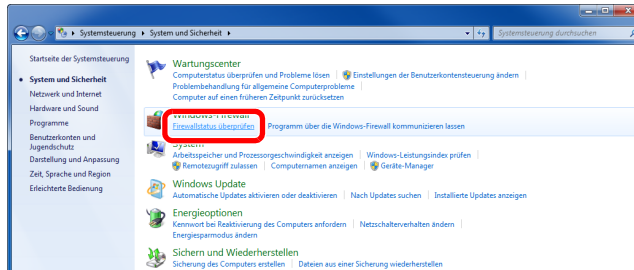 Systemsteuerung ▸ System und Sicherheit ▸
Systemsteuerung durchsuchen
Startseite der Systemsteuerung
System und Sicherheit
Netzwerk und Internet
Hardware und Sound
Programme
Benutzerkonten und
Jugendschutz
Darstellung und Anpassung
Zeit, Sprache und Region
Erleichterte Bedienung
Wartungscenter
Computerstatus überprüfen und Probleme lösen | Einstellungen der Benutzerkontensteuerung ändern
Problembehandlung für allgemeine Computerprobleme
Computer auf einen früheren Zeitpunkt zurücksetzen
Windows-Firewall
Firewallstatus überprüfen | Programm über die Windows-Firewall kommunizieren lassen
System
Arbeitsspeicher und Prozessorgeschwindigkeit anzeigen | Windows-Leistungsindex prüfen
Remotezugriff zulassen | Computernamen anzeigen | Geräte-Manager
Windows Update
Automatische Updates aktivieren oder deaktivieren | Nach Updates suchen | Installierte Updates anzeigen
Energieoptionen
Kennwort bei Reaktivierung des Computers anfordern | Netzschalterverhalten ändern
Energiesparmodus ändern
Sichern und Wiederherstellen
Sicherung des Computers erstellen | Dateien aus einer Sicherung wiederherstellen